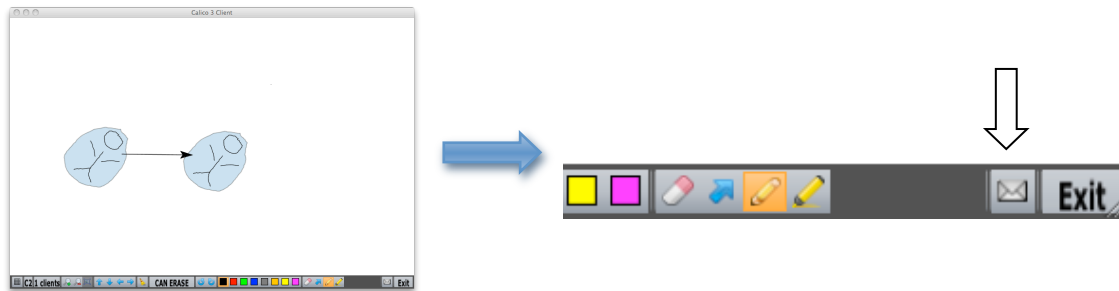 Calico 3 Client
C2 1 clients CAN ERASE Exit
Exit